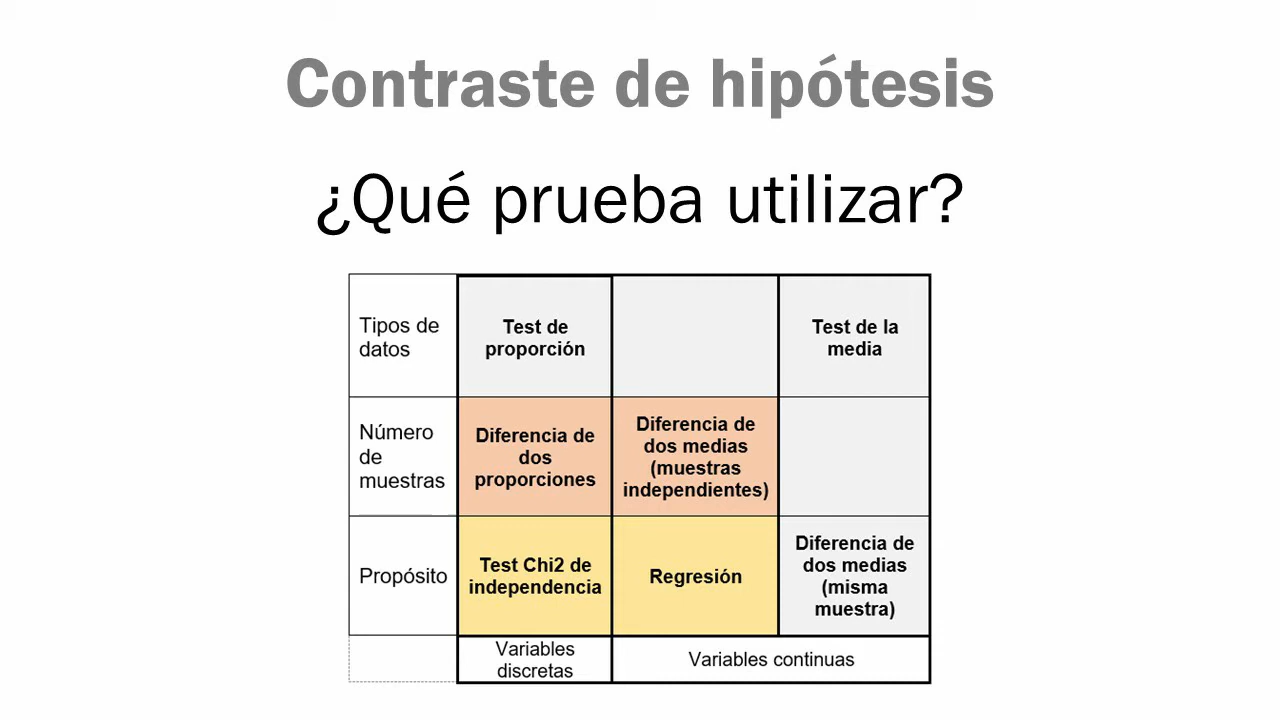 Contraste de hipótesis
¿Qué prueba utilizar?
Tipos de
datos
Test de
proporción
Test de la
media
Número
de
muestras
Diferencia de
dos
proporciones
Diferencia de
dos medias
(muestras
independientes)
Propósito
Test Chi2 de
independencia
Regresión
Diferencia de
dos medias
(misma
muestra)
Variables
discretas
Variables continuas